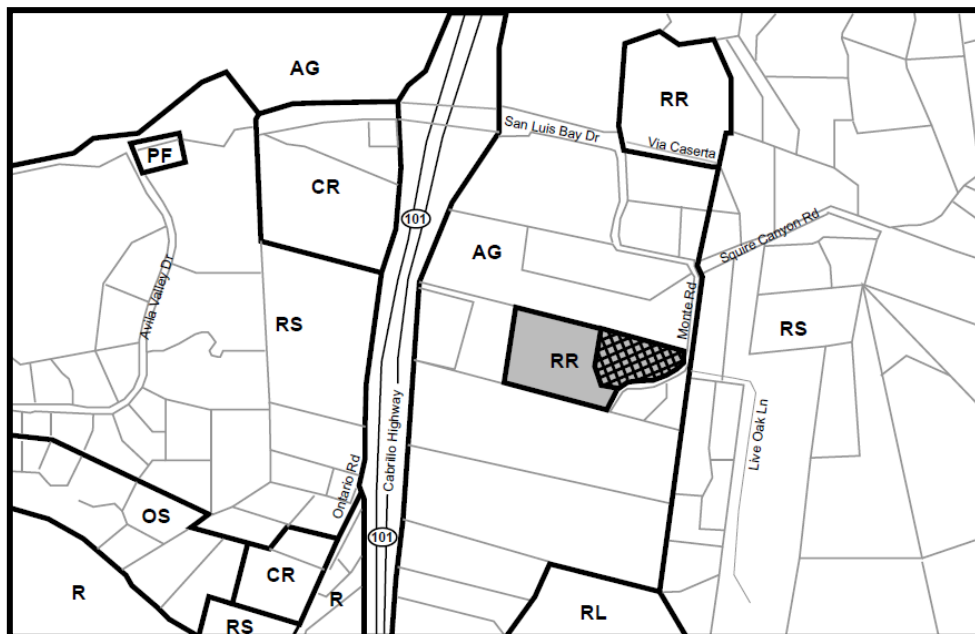 AG
RR
San Luis Bay Dr
Via Caserta
PF
CR
101
Squire Canyon Rd
AG
Avila Valley Dr
RS
Monte Rd
RS
RR
Live Oak Ln
Cabrillo Highway
Ontario Rd
OS
101
CR
R
R
RS
RL